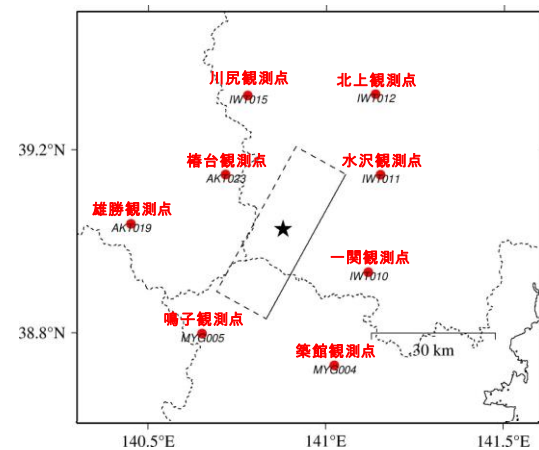 川尻観測点
IWT015
北上観測点
IWT012
39.2°N
椿台観測点
AKT023
水沢観測点
IWT011
雄勝観測点
AKT019
一関観測点
IWT010
38.8°N
鳴子観測点
MYG005
30 km
築館観測点
MYG004
140.5°E
141°E
141.5°E